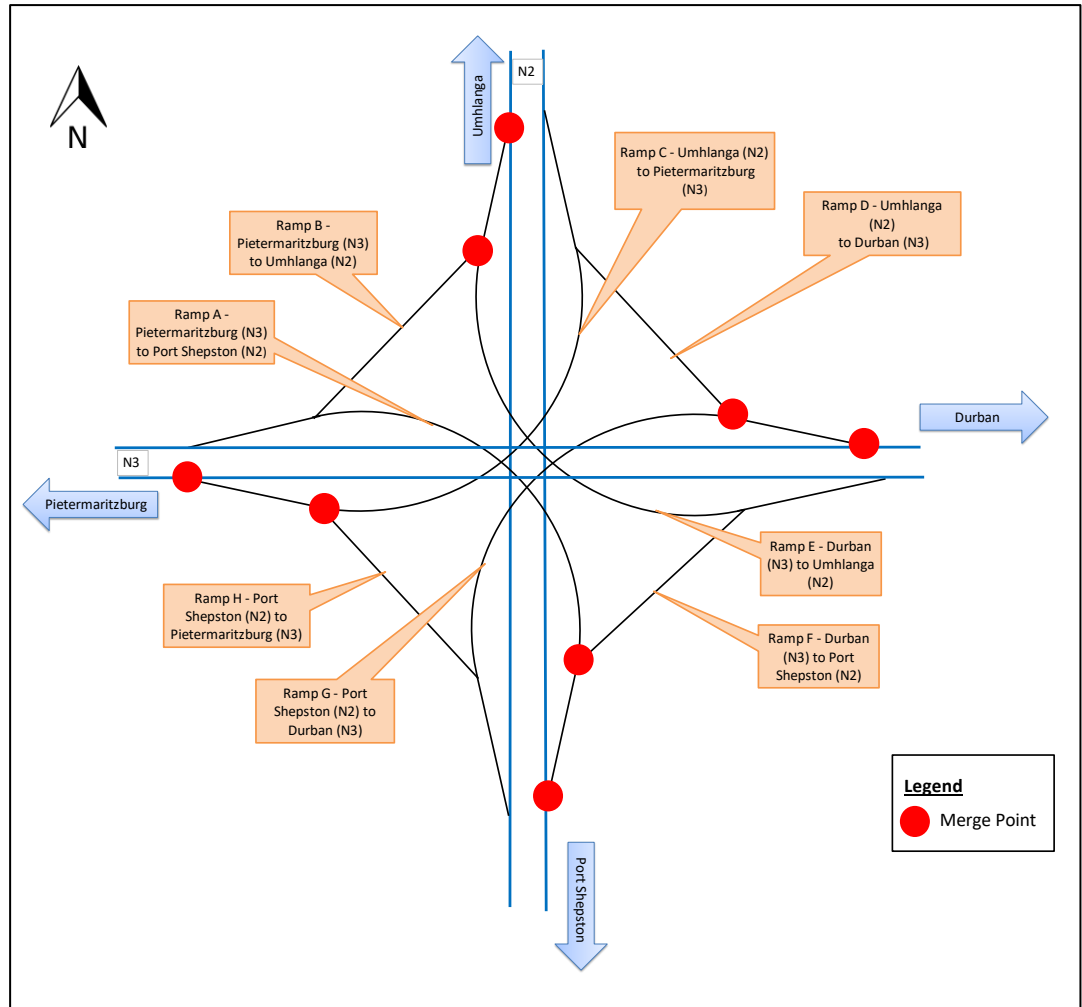 N2
Umhlanga
N
Ramp C - Umhlanga (N2)
to Pietermaritzburg
(N3)
Ramp D - Umhlanga
(N2)
to Durban (N3)
Ramp B -
Pietermaritzburg (N3)
to Umhlanga (N2)
Ramp A -
Pietermaritzburg (N3)
to Port Shepston (N2)
Durban
N3
Pietermaritzburg
Ramp E - Durban
(N3) to Umhlanga
(N2)
Ramp H - Port
Shepston (N2) to
Pietermaritzburg (N3)
Ramp F - Durban
(N3) to Port
Shepston (N2)
Ramp G - Port
Shepston (N2) to
Durban (N3)
Legend
Merge Point
Port Shepston